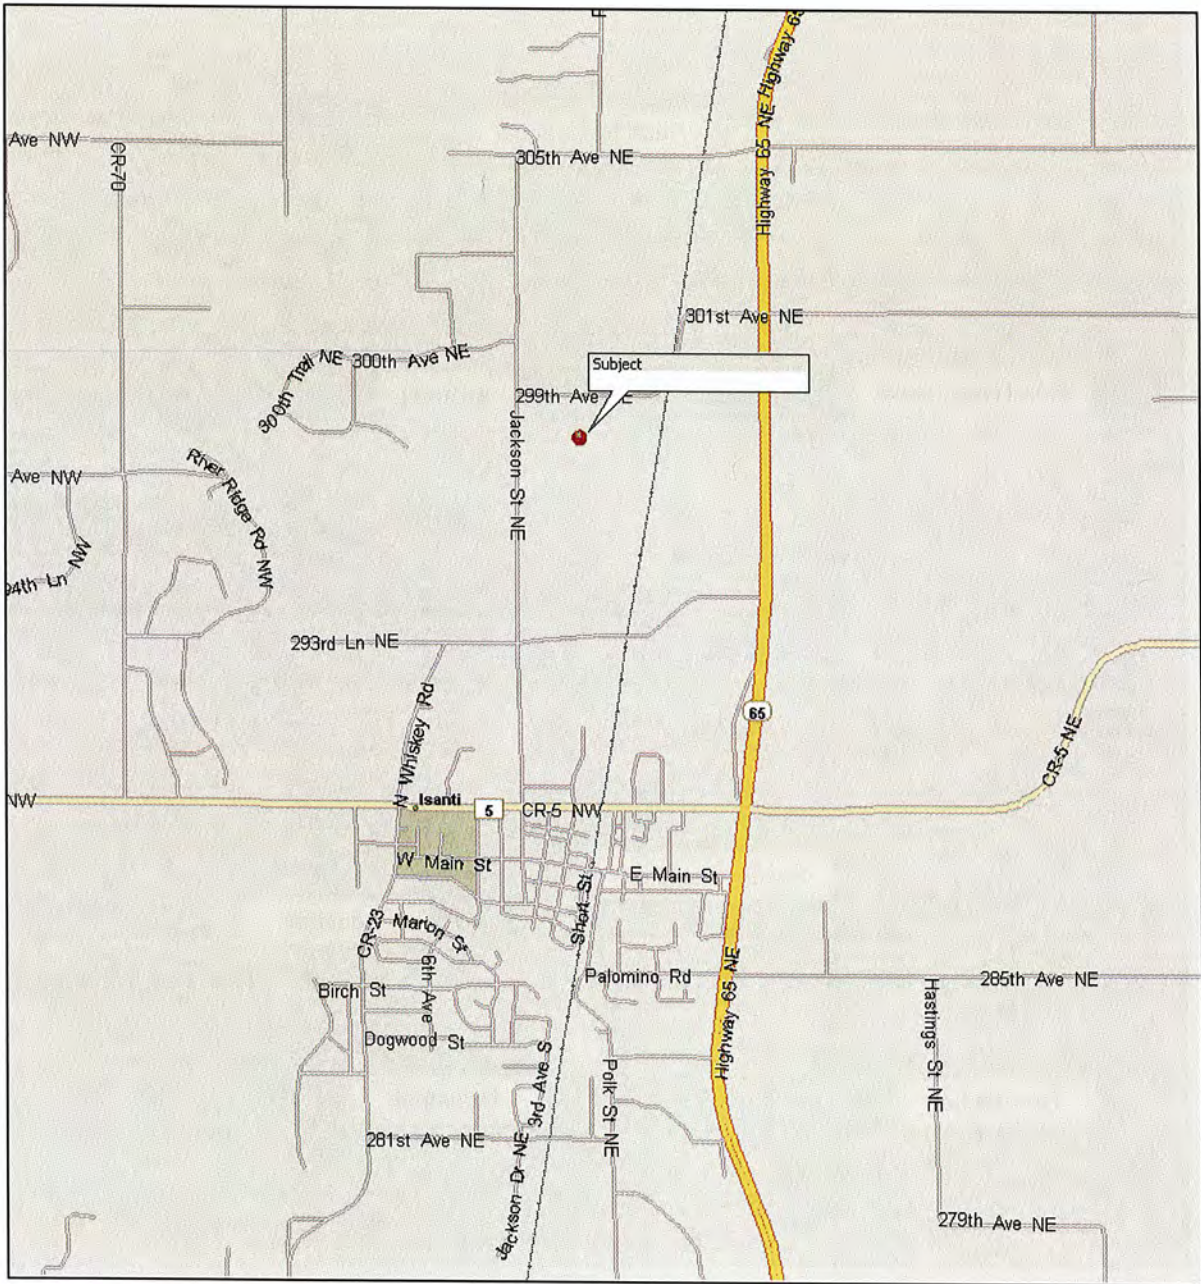 Highway 65
Ave NW
CR-70
305th Ave NE
Highway 65 NE
301st Ave NE
300th Trail NE
300th Ave NE
Subject
299th Ave
Jackson St NE
Ave NW
River Ridge Rd NW
94th Ln NW
293rd Ln NE
N Whiskey Rd
65
CR-5 NE
NW
Isanti
5
CR-5 NW
W Main St
E Main St
Short St
CR-23
Marion St
6th Ave
Birch St
Palomino Rd
285th Ave NE
Highway 65 NE
Hastings St NE
Dogwood St
3rd Ave S
Polk St NE
281st Ave NE
Jackson Dr NE
279th Ave NE